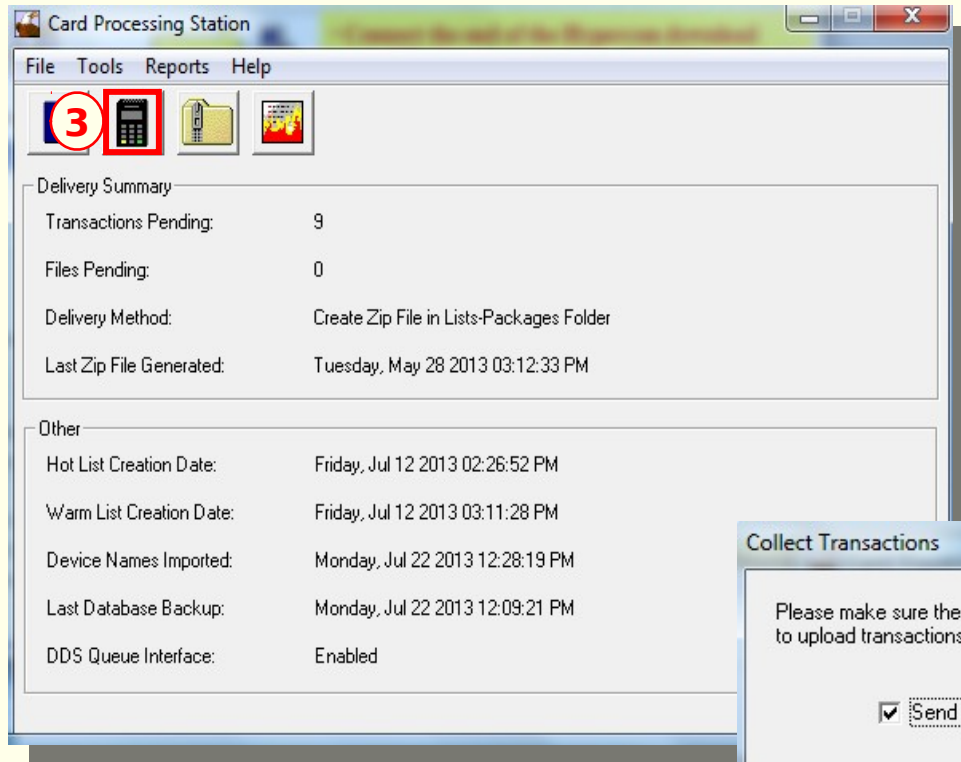 Card Processing Station
File Tools Reports Help
3
Delivery Summary
Transactions Pending: 9
Files Pending: 0
Delivery Method: Create Zip File in Lists-Packages Folder
Last Zip File Generated: Tuesday, May 28 2013 03:12:33 PM
Other
Hot List Creation Date: Friday, Jul 12 2013 02:26:52 PM
Warm List Creation Date: Friday, Jul 12 2013 03:11:28 PM
Device Names Imported: Monday, Jul 22 2013 12:28:19 PM
Last Database Backup: Monday, Jul 22 2013 12:09:21 PM
DDS Queue Interface: Enabled
Collect Transactions
Please make sure the
to upload transactions
Send